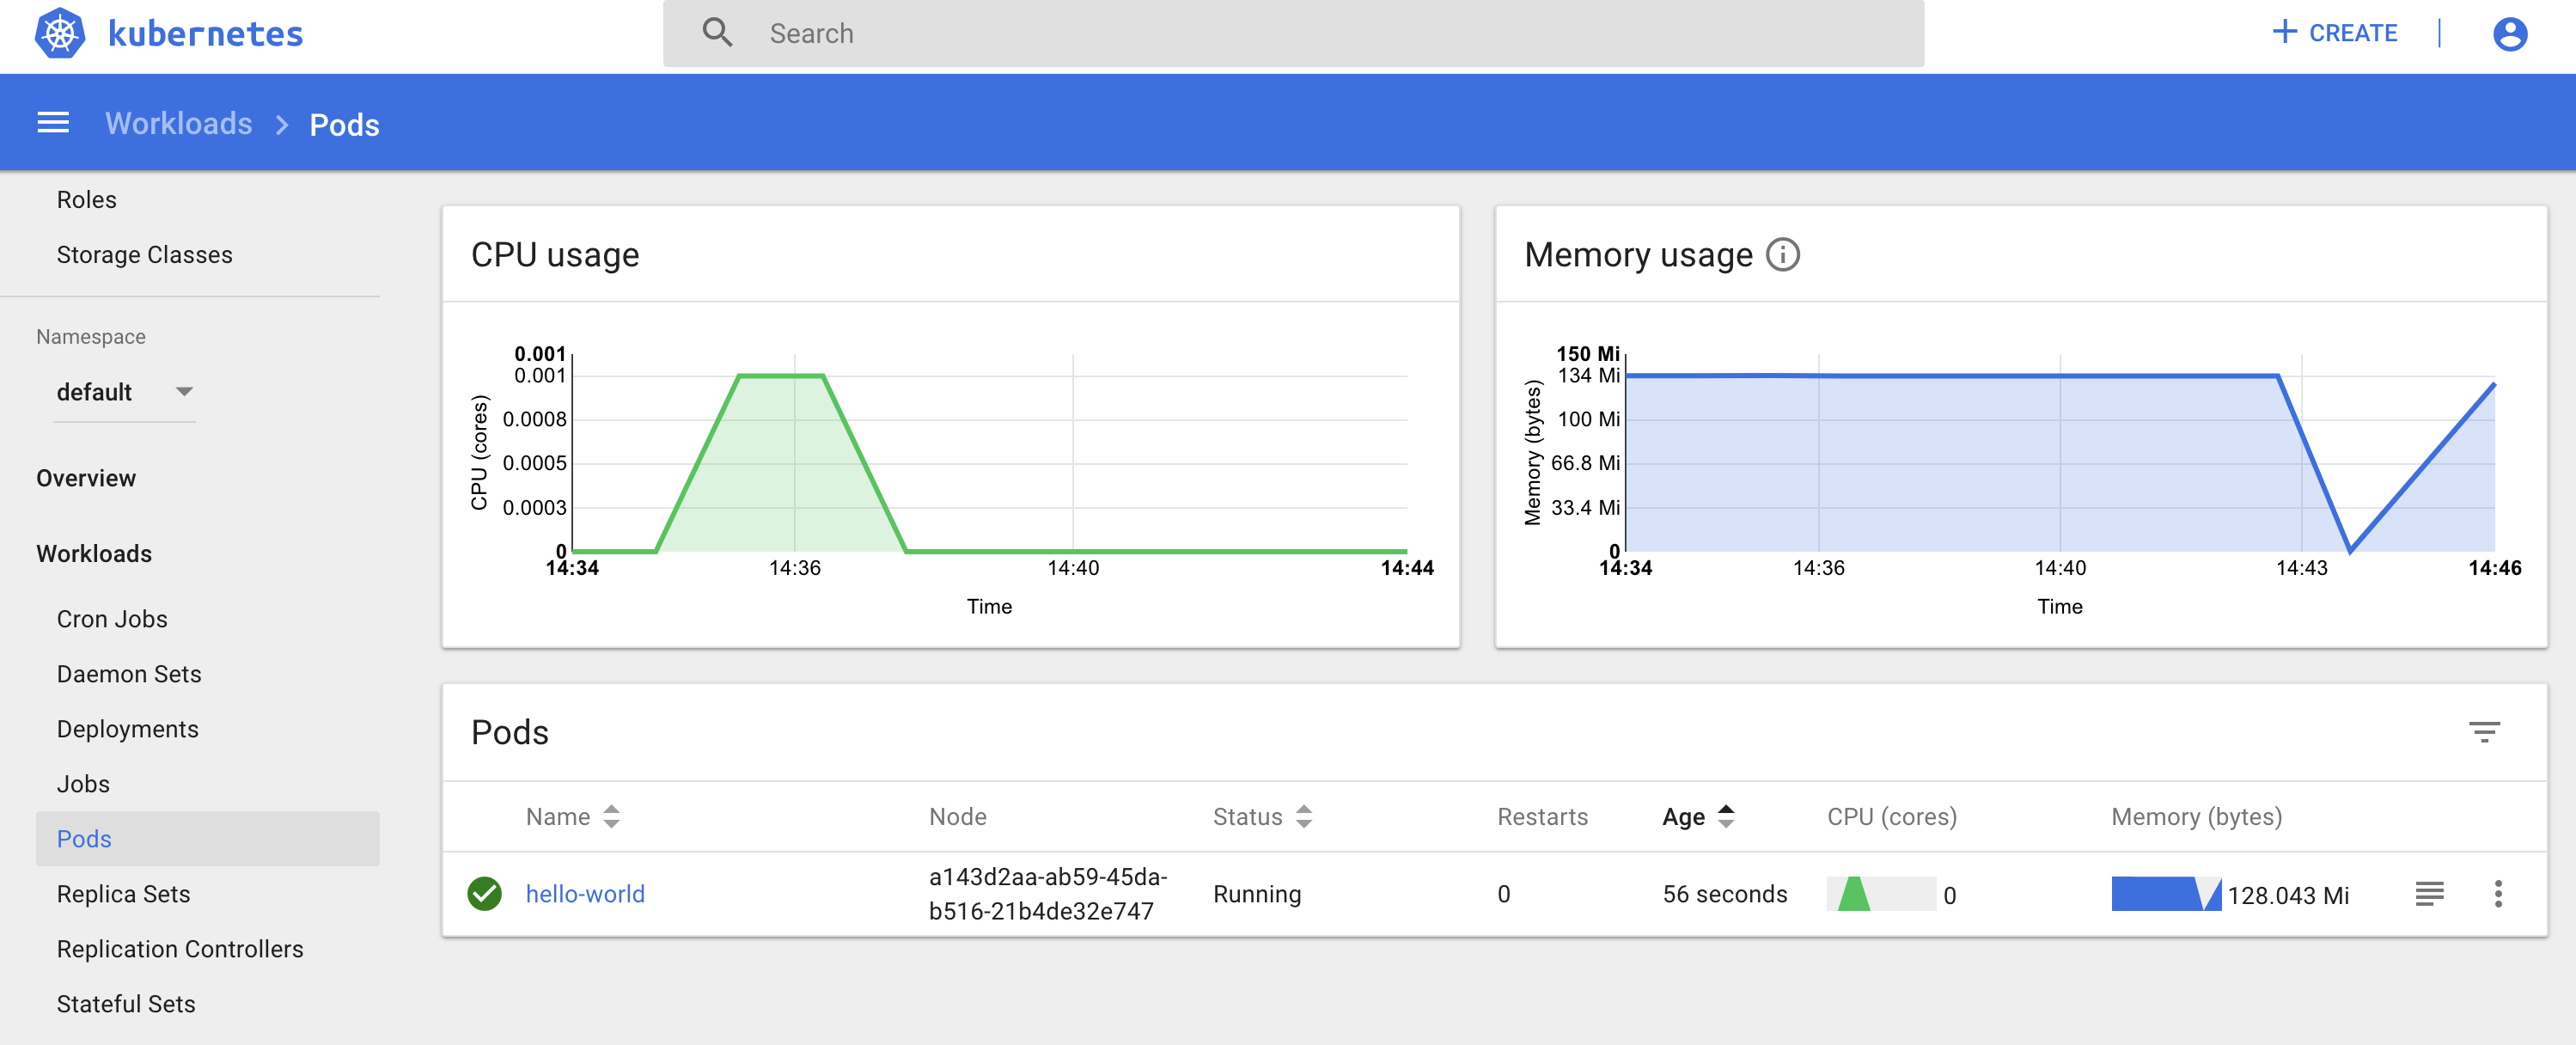 kubernetes
Search
CREATE
Workloads
Pods
Roles
Storage Classes
Namespace
default
Overview
Workloads
Cron Jobs
Daemon Sets
Deployments
Jobs
Pods
Replica Sets
Replication Controllers
Stateful Sets
CPU usage
CPU (cores)
0.001
0.001
0.0008
0.0005
0.0003
0
14:34 14:36 14:40 14:44
Time
Memory usage
Memory (bytes)
150 Mi
134 Mi
100 Mi
66.8 Mi
33.4 Mi
0
14:34 14:36 14:40 14:43 14:46
Time
Pods
Name Node Status Restarts Age CPU (cores) Memory (bytes)
hello-world a143d2aa-ab59-45da- Running 0 56 seconds 0 128.043 Mi
b516-21b4de32e747